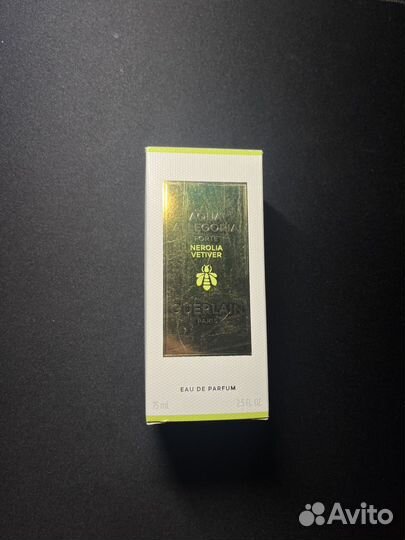 AQUA
ALLEGORIA
FORTE
NEROLIA
VETIVER
GUERLAIN
PARIS
EAU DE PARFUM
75 mL 2.5 FL. OZ.
Avito